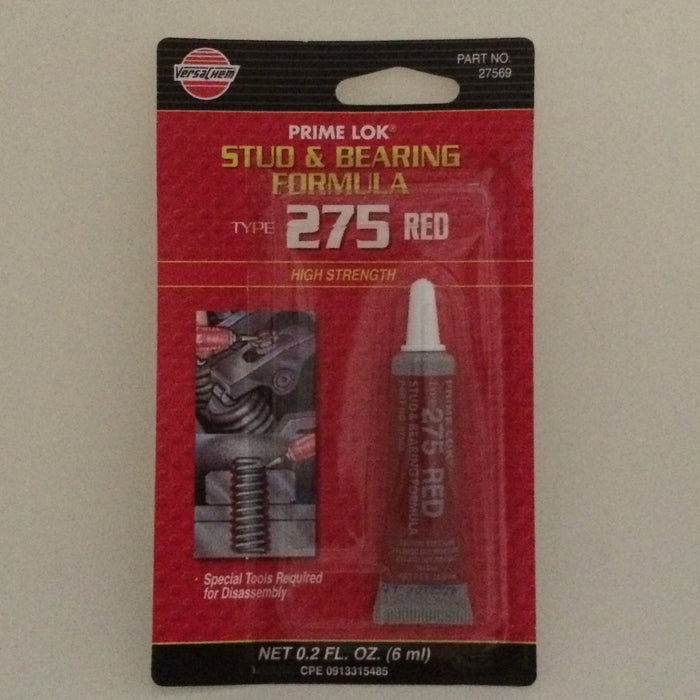 VERSACHEM
PART NO.
27569
PRIME LOK®
STUD & BEARING
FORMULA
TYPE 275 RED
HIGH STRENGTH
PRIME LOK
275 RED
STUD & BEARING FORMULA
· Special Tools Required
for Disassembly
NET 0.2 FL. OZ. (6 ml)
CPE 0913315485